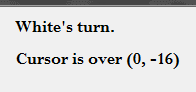 White's turn.
Cursor is over (0, -16)